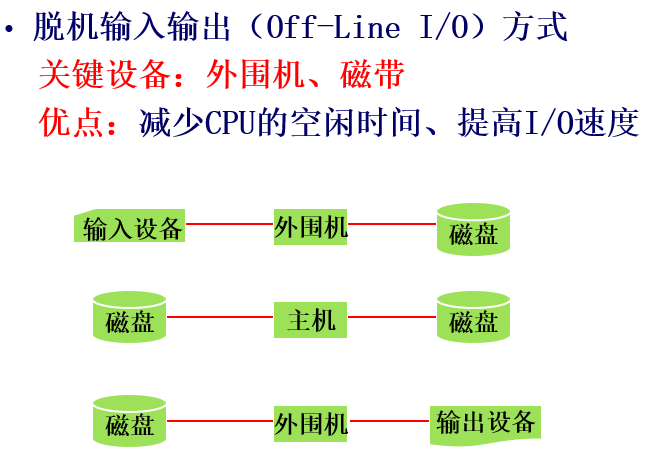 • 脱机输入输出（Off-Line I/O）方式
关键设备：外围机、磁带
优点：减少CPU的空闲时间、提高I/O速度
输入设备 外围机 磁盘
磁盘 主机 磁盘
磁盘 外围机 输出设备